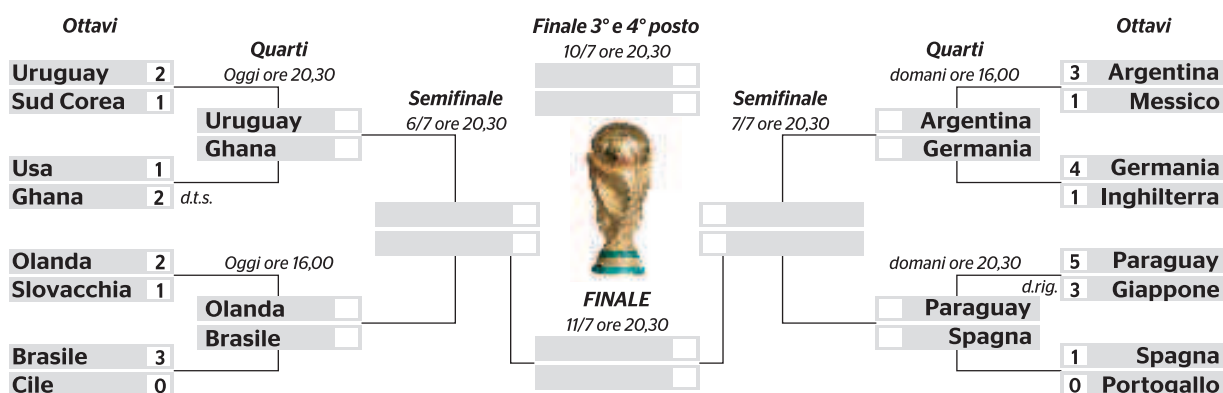 Ottavi
Quarti
Oggi ore 20,30
Uruguay 2
Sud Corea 1
Uruguay
Ghana
Usa 1
Ghana 2 d.t.s.
Olanda 2
Slovacchia 1
Oggi ore 16,00
Olanda
Brasile
Brasile 3
Cile 0
Semifinale
6/7 ore 20,30
Finale 3° e 4° posto
10/7 ore 20,30
FINALE
11/7 ore 20,30
Semifinale
7/7 ore 20,30
Quarti
domani ore 16,00
Argentina
Germania
domani ore 20,30
Paraguay
Spagna
Ottavi
3 Argentina
1 Messico
4 Germania
1 Inghilterra
5 Paraguay
d.rig. 3 Giappone
1 Spagna
0 Portogallo